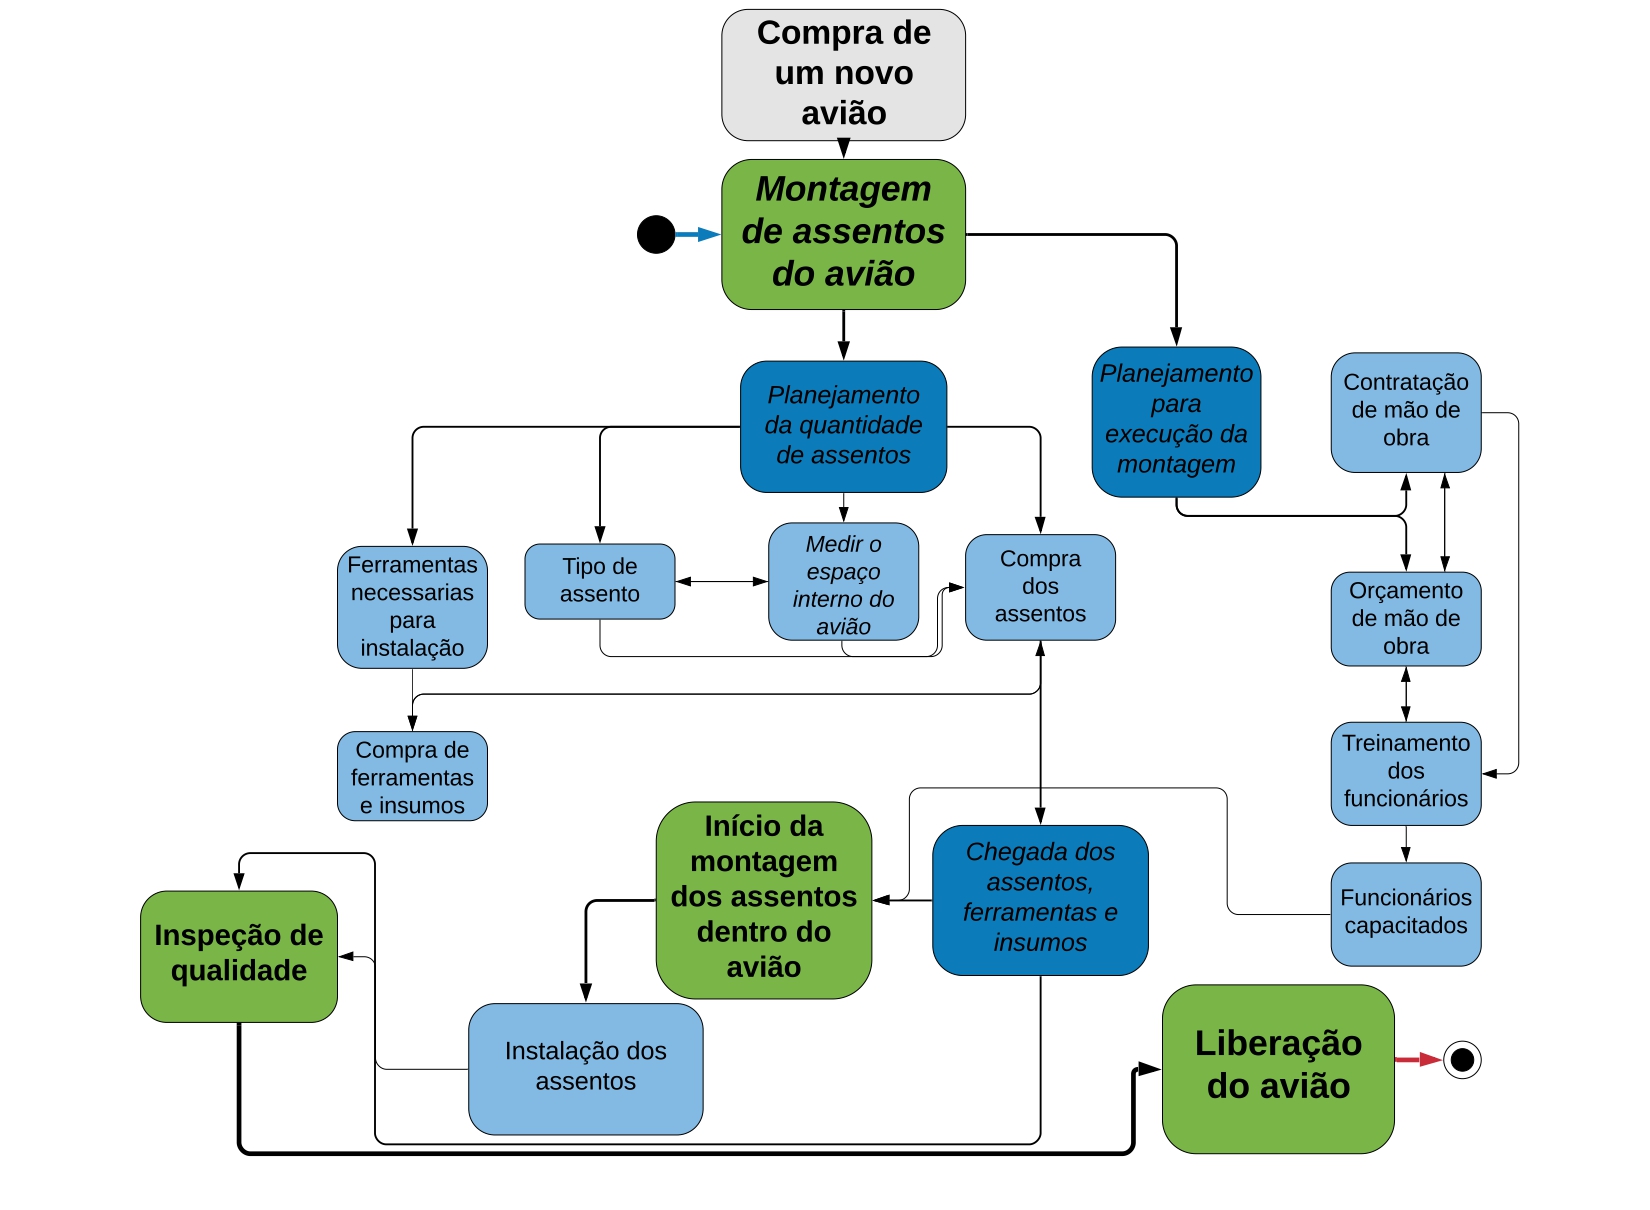 Compra de
um novo
avião
Montagem
de assentos
do avião
Planejamento
da quantidade
de assentos
Planejamento
para
execução da
montagem
Contratação
de mão de
obra
Ferramentas
necessarias
para
instalação
Tipo de
assento
Medir o
espaço
interno do
avião
Compra
dos
assentos
Orçamento
de mão de
obra
Compra de
ferramentas
e insumos
Treinamento
dos
funcionários
Início da
montagem
dos assentos
dentro do
avião
Chegada dos
assentos,
ferramentas e
insumos
Funcionários
capacitados
Inspeção de
qualidade
Instalação dos
assentos
Liberação
do avião